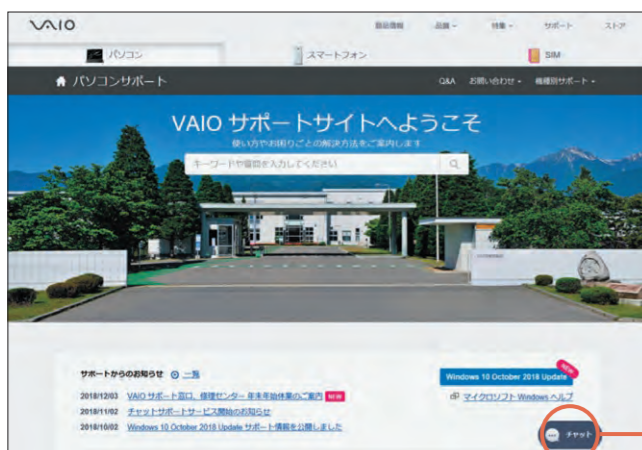 VAIO
製品情報 品質 特集 サポート ストア
パソコン スマートフォン SIM
パソコンサポート Q&A お問い合わせ 機種別サポート
VAIO サポートサイトへようこそ
使い方やお困りごとの解決方法をご案内します
キーワードや質問を入力してください
サポートからのお知らせ 一覧
2018/12/03 VAIO サポート窓口、修理センター 年末年始休業のご案内 NEW
2018/11/02 チャットサポートサービス開始のお知らせ
2018/10/02 Windows 10 October 2018 Update サポート情報を公開しました
NEW
Windows 10 October 2018 Update
マイクロソフト Windows ヘルプ
チャット